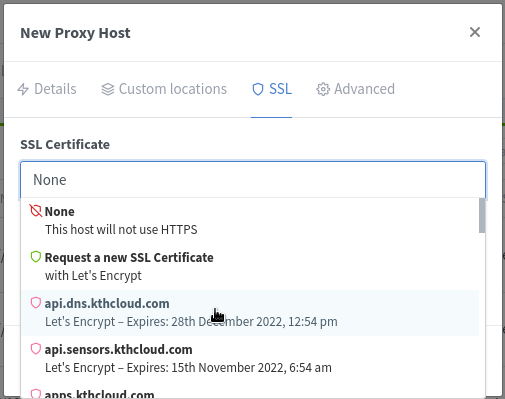 New Proxy Host
Details Custom locations SSL Advanced
SSL Certificate
None
None
This host will not use HTTPS
Request a new SSL Certificate
with Let's Encrypt
api.dns.kthcloud.com
Let's Encrypt – Expires: 28th December 2022, 12:54 pm
api.sensors.kthcloud.com
Let's Encrypt – Expires: 15th November 2022, 6:54 am
apps.kthcloud.com